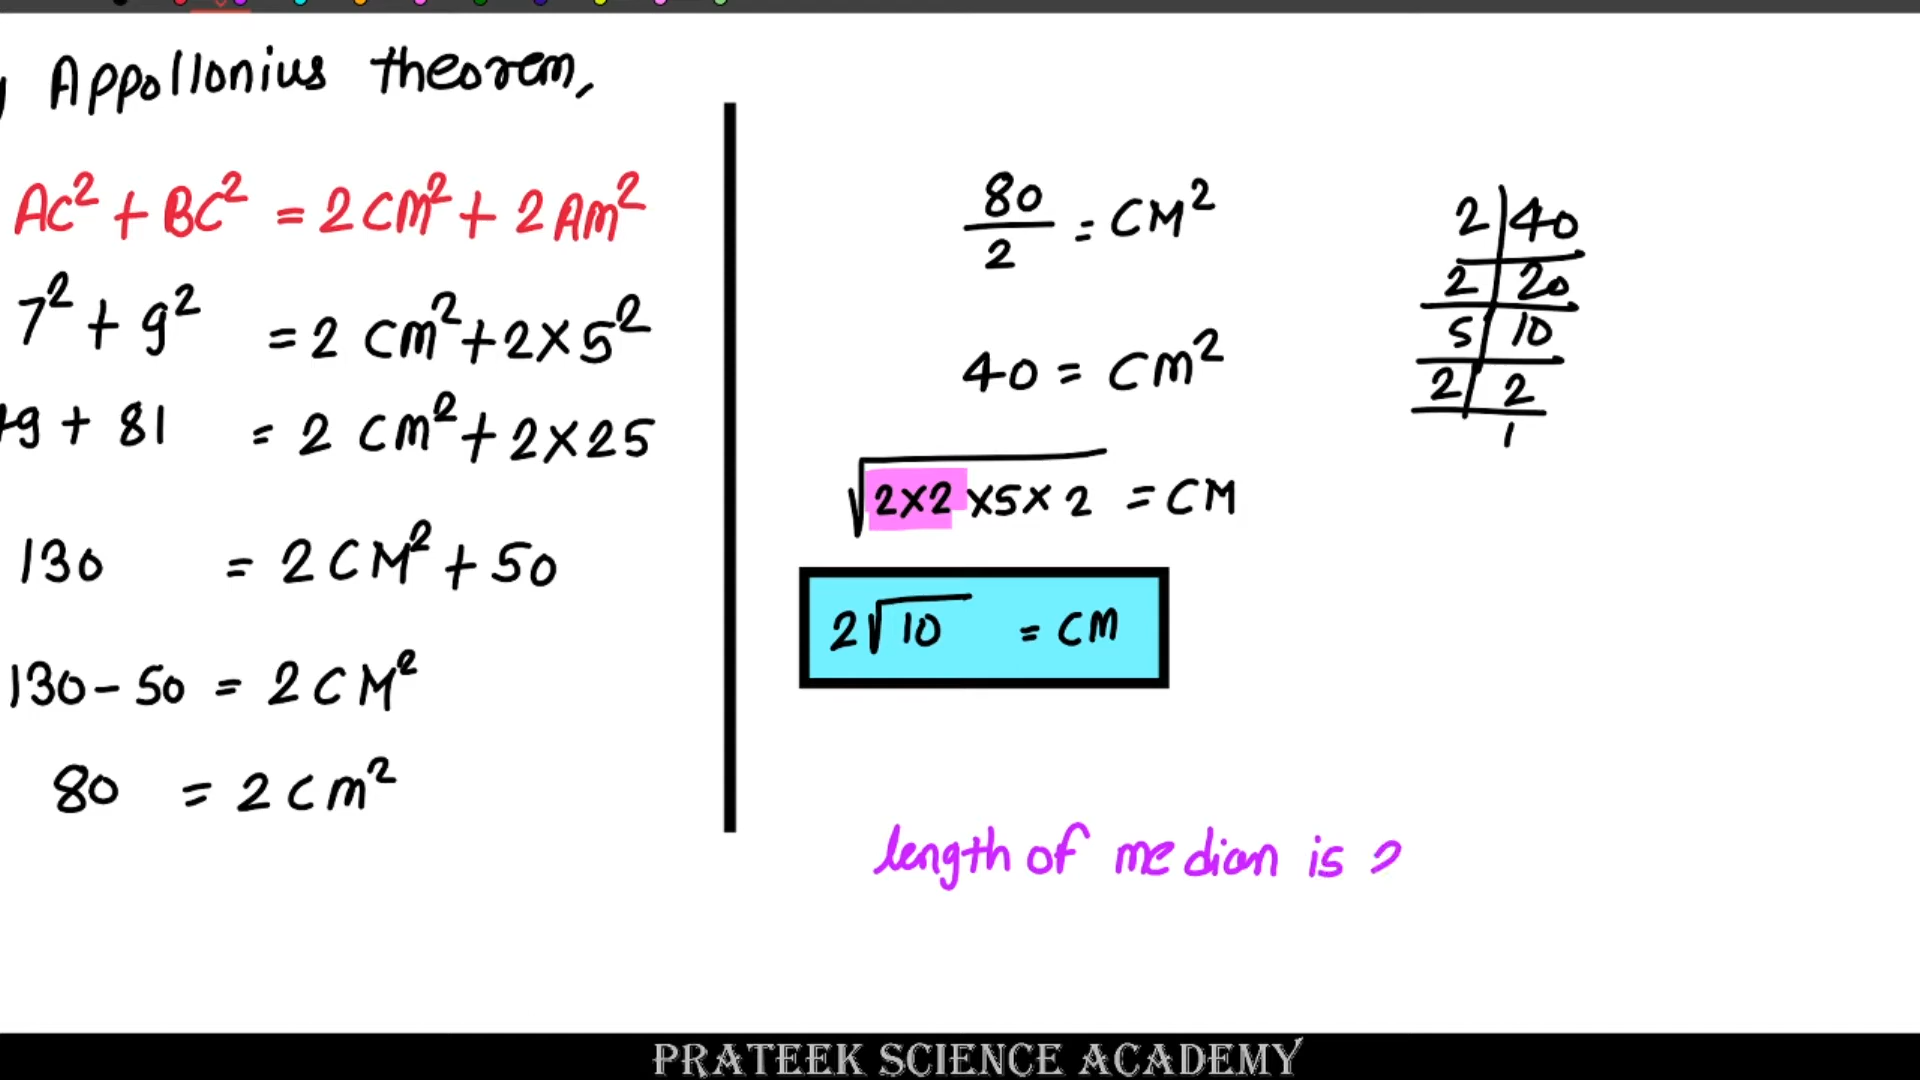 Appollonius theorem,
AC² + BC² = 2CM² + 2AM²
7² + 9² = 2 CM² + 2×5²
49 + 81 = 2 CM² + 2×25
130 = 2CM² + 50
130 - 50 = 2CM²
80 = 2CM²
80/2 = CM²
40 = CM²
√2×2×5×2 = CM
2√10 = CM
length of median is 2
2 | 40
2 | 20
5 | 10
2 | 2
1
PRATEEK SCIENCE ACADEMY